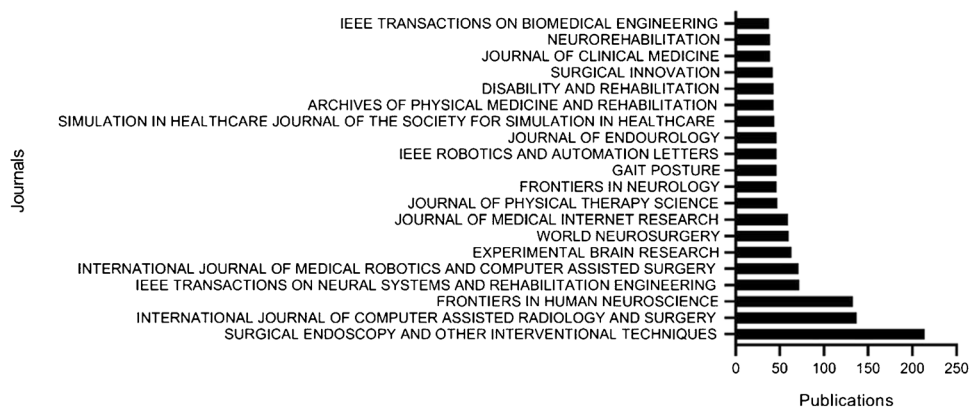 IEEE TRANSACTIONS ON BIOMEDICAL ENGINEERING
NEUROREHABILITATION
JOURNAL OF CLINICAL MEDICINE
SURGICAL INNOVATION
DISABILITY AND REHABILITATION
ARCHIVES OF PHYSICAL MEDICINE AND REHABILITATION
SIMULATION IN HEALTHCARE JOURNAL OF THE SOCIETY FOR SIMULATION IN HEALTHCARE
JOURNAL OF ENDOUROLOGY
IEEE ROBOTICS AND AUTOMATION LETTERS
GAIT POSTURE
FRONTIERS IN NEUROLOGY
JOURNAL OF PHYSICAL THERAPY SCIENCE
JOURNAL OF MEDICAL INTERNET RESEARCH
WORLD NEUROSURGERY
EXPERIMENTAL BRAIN RESEARCH
INTERNATIONAL JOURNAL OF MEDICAL ROBOTICS AND COMPUTER ASSISTED SURGERY
IEEE TRANSACTIONS ON NEURAL SYSTEMS AND REHABILITATION ENGINEERING
FRONTIERS IN HUMAN NEUROSCIENCE
INTERNATIONAL JOURNAL OF COMPUTER ASSISTED RADIOLOGY AND SURGERY
SURGICAL ENDOSCOPY AND OTHER INTERVENTIONAL TECHNIQUES
Journals
0 50 100 150 200 250
Publications